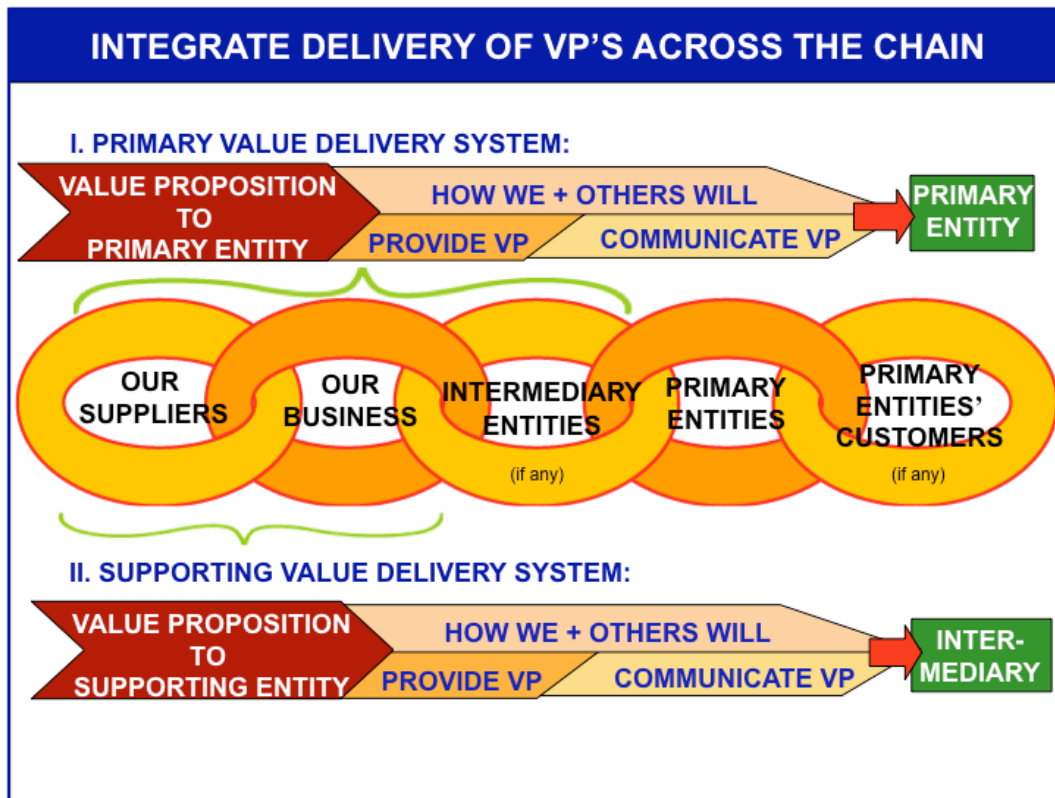 INTEGRATE DELIVERY OF VP'S ACROSS THE CHAIN
I. PRIMARY VALUE DELIVERY SYSTEM:
VALUE PROPOSITION
TO
PRIMARY ENTITY
HOW WE + OTHERS WILL
PROVIDE VP
COMMUNICATE VP
PRIMARY
ENTITY
OUR
SUPPLIERS
OUR
BUSINESS
INTERMEDIARY
ENTITIES
(if any)
PRIMARY
ENTITIES
PRIMARY
ENTITIES’
CUSTOMERS
(if any)
II. SUPPORTING VALUE DELIVERY SYSTEM:
VALUE PROPOSITION
TO
SUPPORTING ENTITY
HOW WE + OTHERS WILL
PROVIDE VP
COMMUNICATE VP
INTER-
MEDIARY